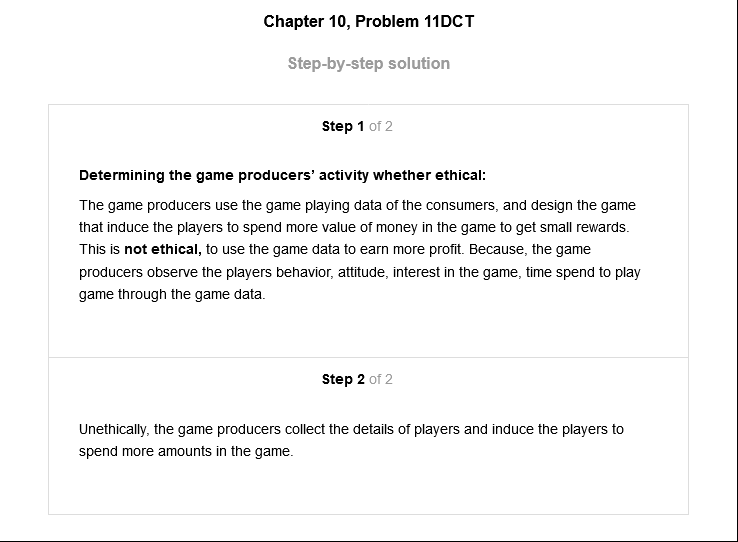 Chapter 10, Problem 11DCT
Step-by-step solution
Step 1 of 2
Determining the game producers’ activity whether ethical:
The game producers use the game playing data of the consumers, and design the game
that induce the players to spend more value of money in the game to get small rewards.
This is not ethical, to use the game data to earn more profit. Because, the game
producers observe the players behavior, attitude, interest in the game, time spend to play
game through the game data.
Step 2 of 2
Unethically, the game producers collect the details of players and induce the players to
spend more amounts in the game.